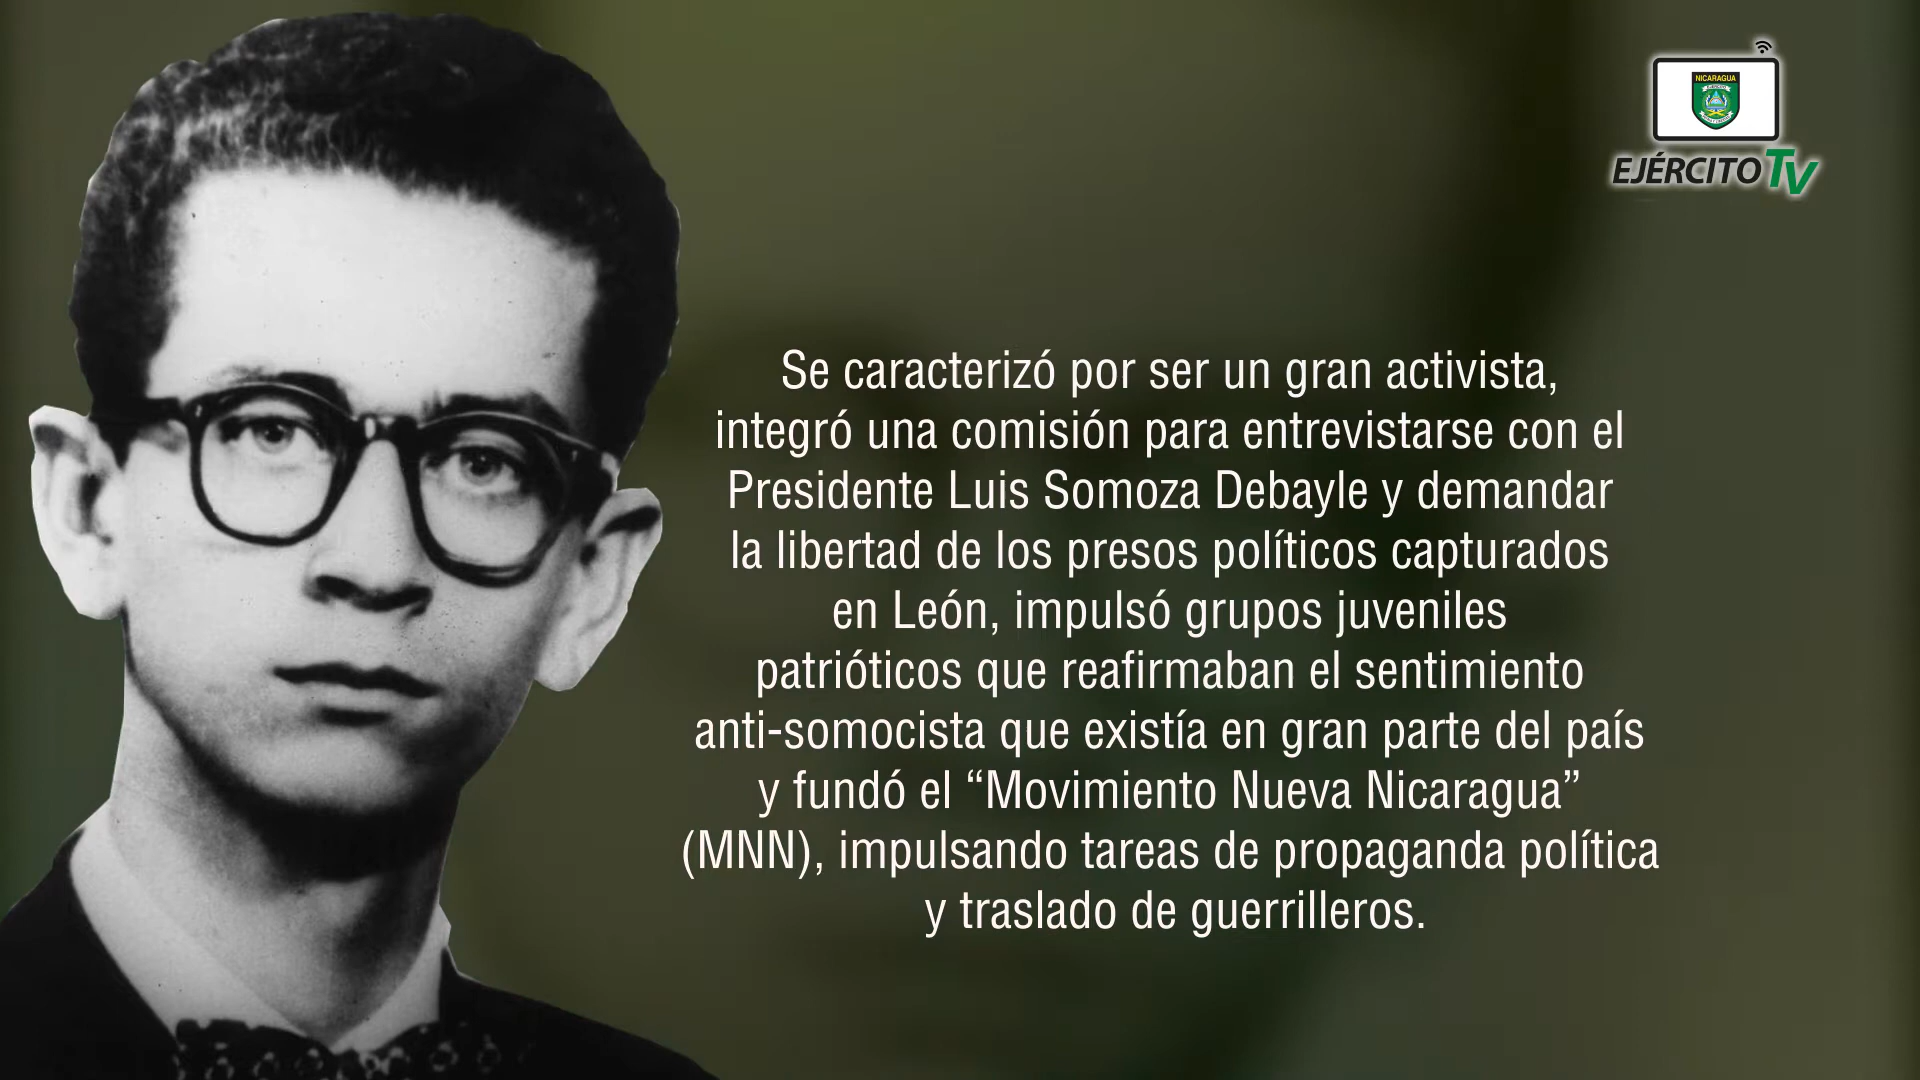 NICARAGUA
EJÉRCITO TV
Se caracterizó por ser un gran activista,
integró una comisión para entrevistarse con el
Presidente Luis Somoza Debayle y demandar
la libertad de los presos políticos capturados
en León, impulsó grupos juveniles
patrióticos que reafirmaban el sentimiento
anti-somocista que existía en gran parte del país
y fundó el “Movimiento Nueva Nicaragua”
(MNN), impulsando tareas de propaganda política
y traslado de guerrilleros.